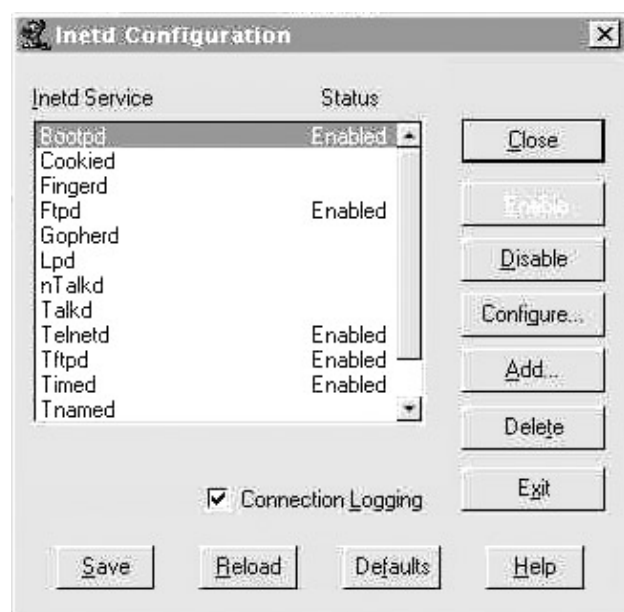 Inetd Configuration
Inetd Service Status
Bootpd Enabled
Cookied
Fingerd
Ftpd Enabled
Gopherd
Lpd
nTalkd
Talkd
Telnetd Enabled
Tftpd Enabled
Timed Enabled
Tnamed
Close
Enable
Disable
Configure...
Add...
Delete
Exit
Connection Logging
Save Reload Defaults Help